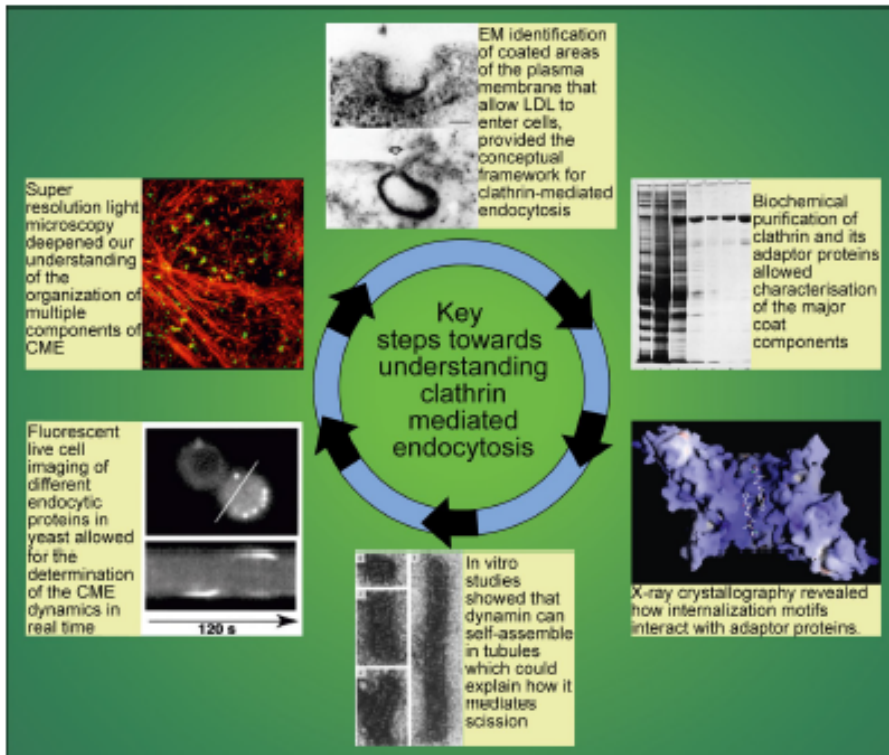 EM identification
of coated areas
of the plasma
membrane that
allow LDL to
enter cells,
provided the
conceptual
framework for
clathrin-mediated
endocytosis
Biochemical
purification of
clathrin and its
adaptor proteins
allowed
characterisation
of the major
coat
components
X-ray crystallography revealed
how internalization motifs
interact with adaptor proteins.
In vitro
studies
showed that
dynamin can
self-assemble
in tubules
which could
explain how it
mediates
scission
Fluorescent
live cell
imaging of
different
endocytic
proteins in
yeast allowed
for the
determination
of the CME
dynamics in
real time
120 s
Super
resolution light
microscopy
deepened our
understanding
of the
organization of
multiple
components of
CME
Key
steps towards
understanding
clathrin
mediated
endocytosis